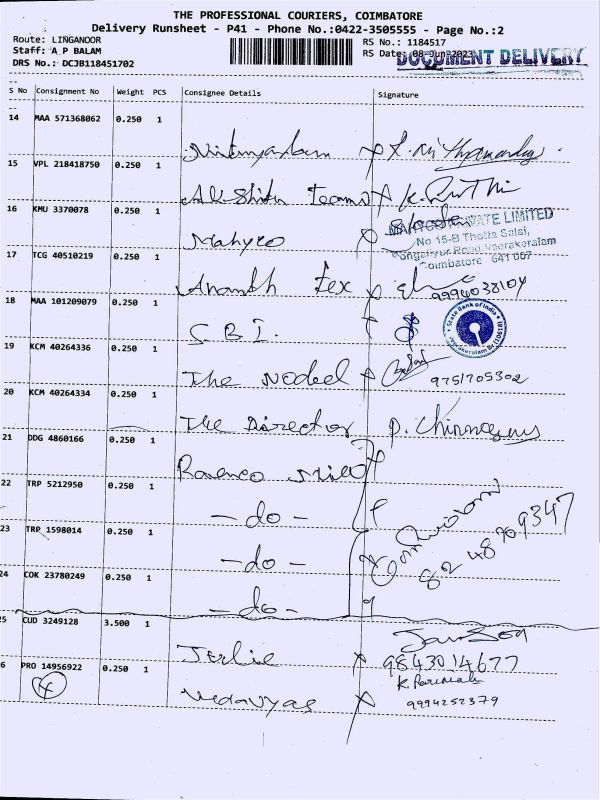 THE PROFESSIONAL COURIERS, COIMBATORE
Delivery Runsheet - P41 - Phone No.:0422-3505555 - Page No.:2
Route: LINGANOOR
RS No.: 1184517
Staff: A P BALAM
RS Date: 08-Jun-2023
DOCUMENT DELIVERY
DRS No.: DCJB118451702
S No Consignment No Weight PCS Consignee Details Signature
14 MAA 571368062 0.250 1
15 VPL 218418750 0.250 1
16 KMU 3370078 0.250 1 Mahyco
PRIVATE LIMITED
No 15-B Thotta Salai,
Coimbatore 641 007
17 TCG 40510219 0.250 1 Ananth Tex
9994038104
18 MAA 101209079 0.250 1 S B I.
State Bank of India
19 KCM 40264336 0.250 1 The Nodel
9751705302
20 KCM 40264334 0.250 1 The Director
21 DDG 4860166 0.250 1
22 TRP 5212950 0.250 1 - do -
23 TRP 1598014 0.250 1 - do -
24 COK 23780249 0.250 1 - do -
82 48709347
25 CUD 3249128 3.500 1
9843014677
26 PRO 14956922 0.250 1 Vedavyas
9994252379